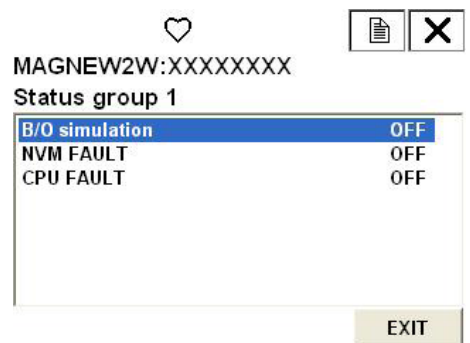 MAGNEW2W:XXXXXXXX
Status group 1
B/O simulation OFF
NVM FAULT OFF
CPU FAULT OFF
EXIT